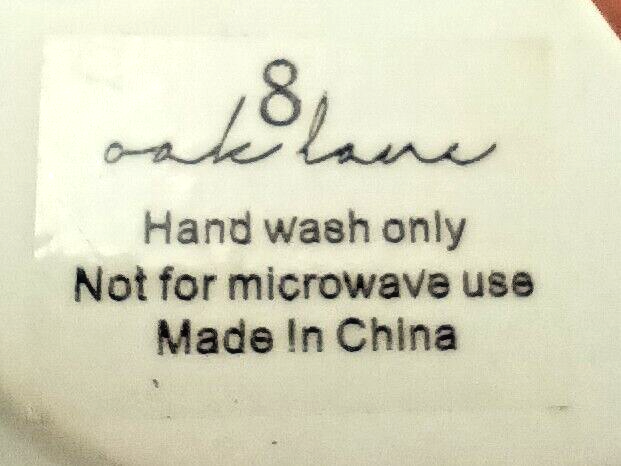 8
oak lane
Hand wash only
Not for microwave use
Made In China